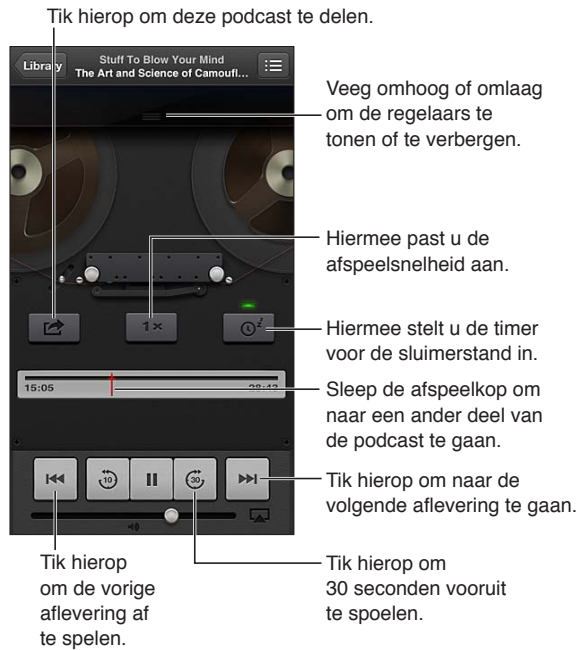 Tik hierop om deze podcast te delen.
Library
Stuff To Blow Your Mind
The Art and Science of Camoufl...
Veeg omhoog of omlaag
om de regelaars te
tonen of te verbergen.
Hiermee past u de
afspeelsnelheid aan.
1×
z
Hiermee stelt u de timer
voor de sluimerstand in.
15:05
28:43
Sleep de afspeelkop om
naar een ander deel van
de podcast te gaan.
10
30
Tik hierop om naar de
volgende aflevering te gaan.
Tik hierop
om de vorige
aflevering af
te spelen.
Tik hierop om
30 seconden vooruit
te spoelen.